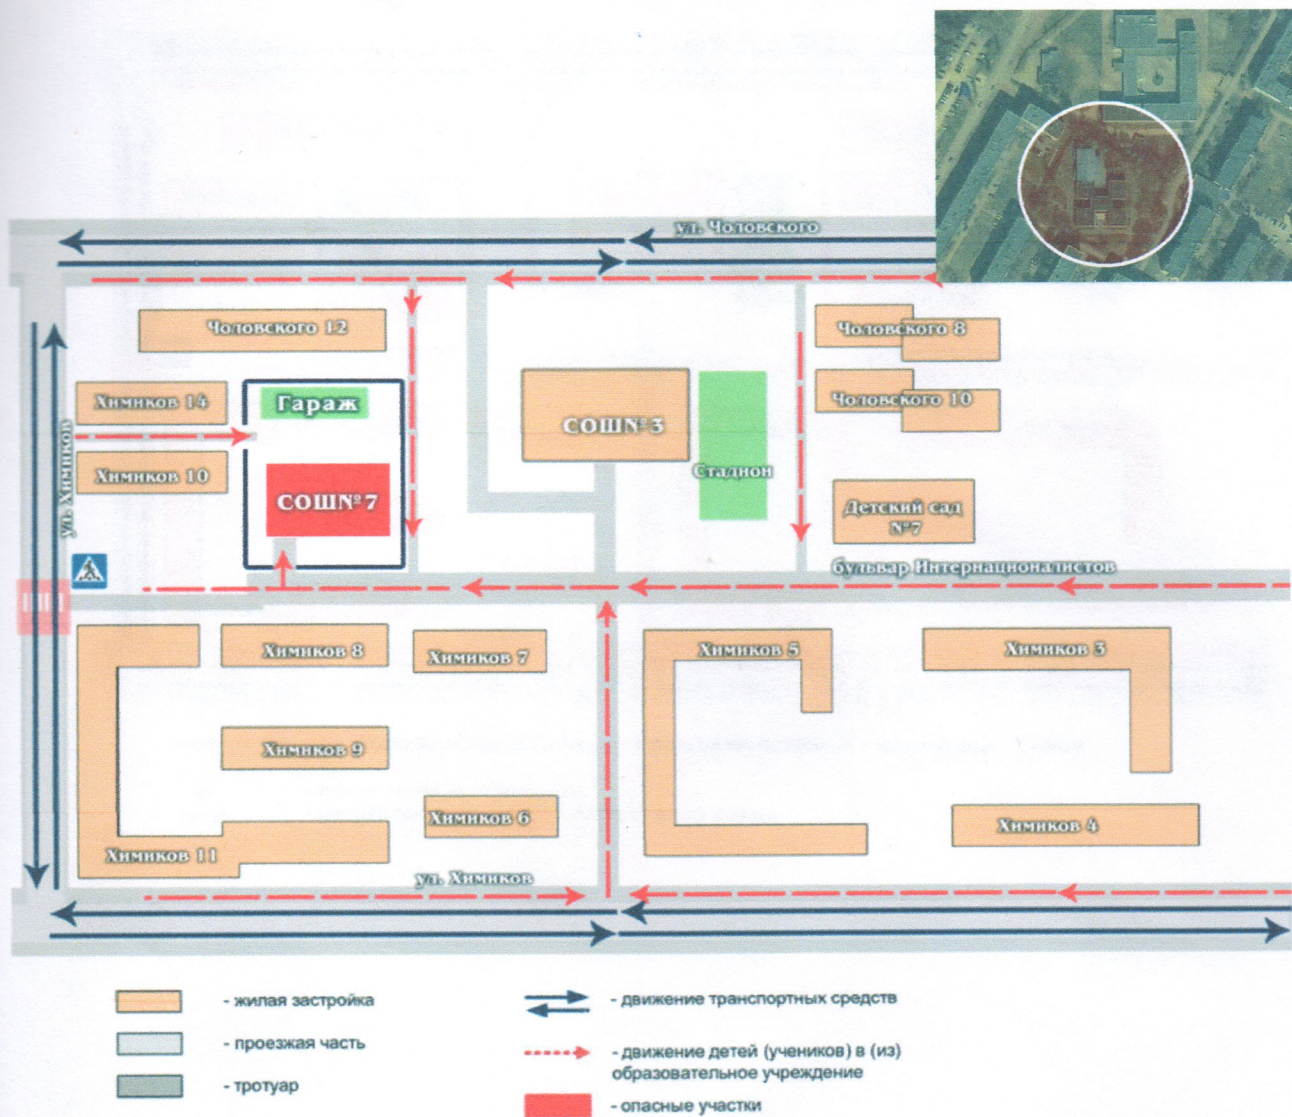 ул. Чоловского
Чоловского 12
Чоловского 8
Химиков 14
Гараж
Чоловского 10
СОШ№3
ул. Химиков
Химиков 10
Стадион
СОШ№7
Детский сад
№7
бульвар Интернационалистов
Химиков 8
Химиков 7
Химиков 5
Химиков 3
Химиков 9
Химиков 6
Химиков 4
Химиков 11
ул. Химиков
- жилая застройка
- проезжая часть
- тротуар
- движение транспортных средств
- движение детей (учеников) в (из)
образовательное учреждение
- опасные участки